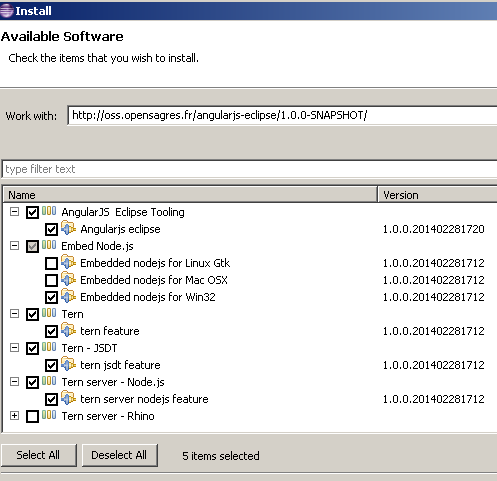 Install
Available Software
Check the items that you wish to install.
Work with: http://oss.opensagres.fr/angularjs-eclipse/1.0.0-SNAPSHOT/
type filter text
Name Version
AngularJS Eclipse Tooling
Angularjs eclipse 1.0.0.201402281720
Embed Node.js
Embedded nodejs for Linux Gtk 1.0.0.201402281712
Embedded nodejs for Mac OSX 1.0.0.201402281712
Embedded nodejs for Win32 1.0.0.201402281712
Tern
tern feature 1.0.0.201402281712
Tern - JSDT
tern jsdt feature 1.0.0.201402281712
Tern server - Node.js
tern server nodejs feature 1.0.0.201402281712
Tern server - Rhino
Select All Deselect All 5 items selected